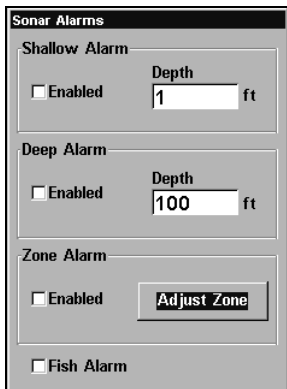 Sonar Alarms
Shallow Alarm
Depth
Enabled
1 ft
Deep Alarm
Depth
Enabled
100 ft
Zone Alarm
Enabled
Adjust Zone
Fish Alarm